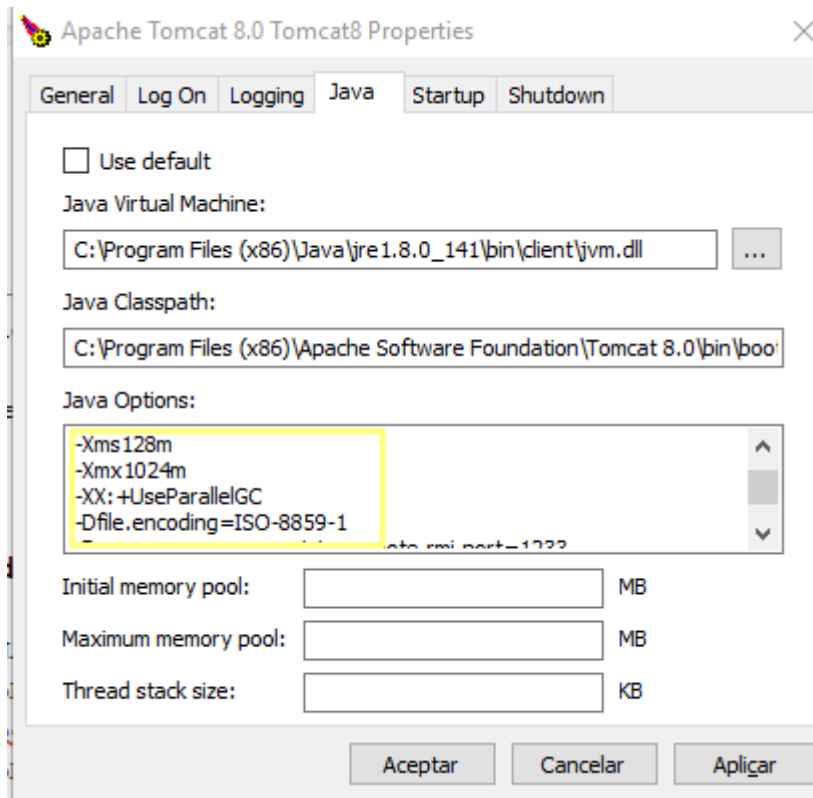 Apache Tomcat 8.0 Tomcat8 Properties
General Log On Logging Java Startup Shutdown
Use default
Java Virtual Machine:
C:\Program Files (x86)\Java\jre1.8.0_141\bin\client\jvm.dll ...
Java Classpath:
C:\Program Files (x86)\Apache Software Foundation\Tomcat 8.0\bin\boo
Java Options:
-Xms128m
-Xmx1024m
-XX:+UseParallelGC
-Dfile.encoding=ISO-8859-1
rmi.port=1233
Initial memory pool: MB
Maximum memory pool: MB
Thread stack size: KB
Aceptar Cancelar Aplicar